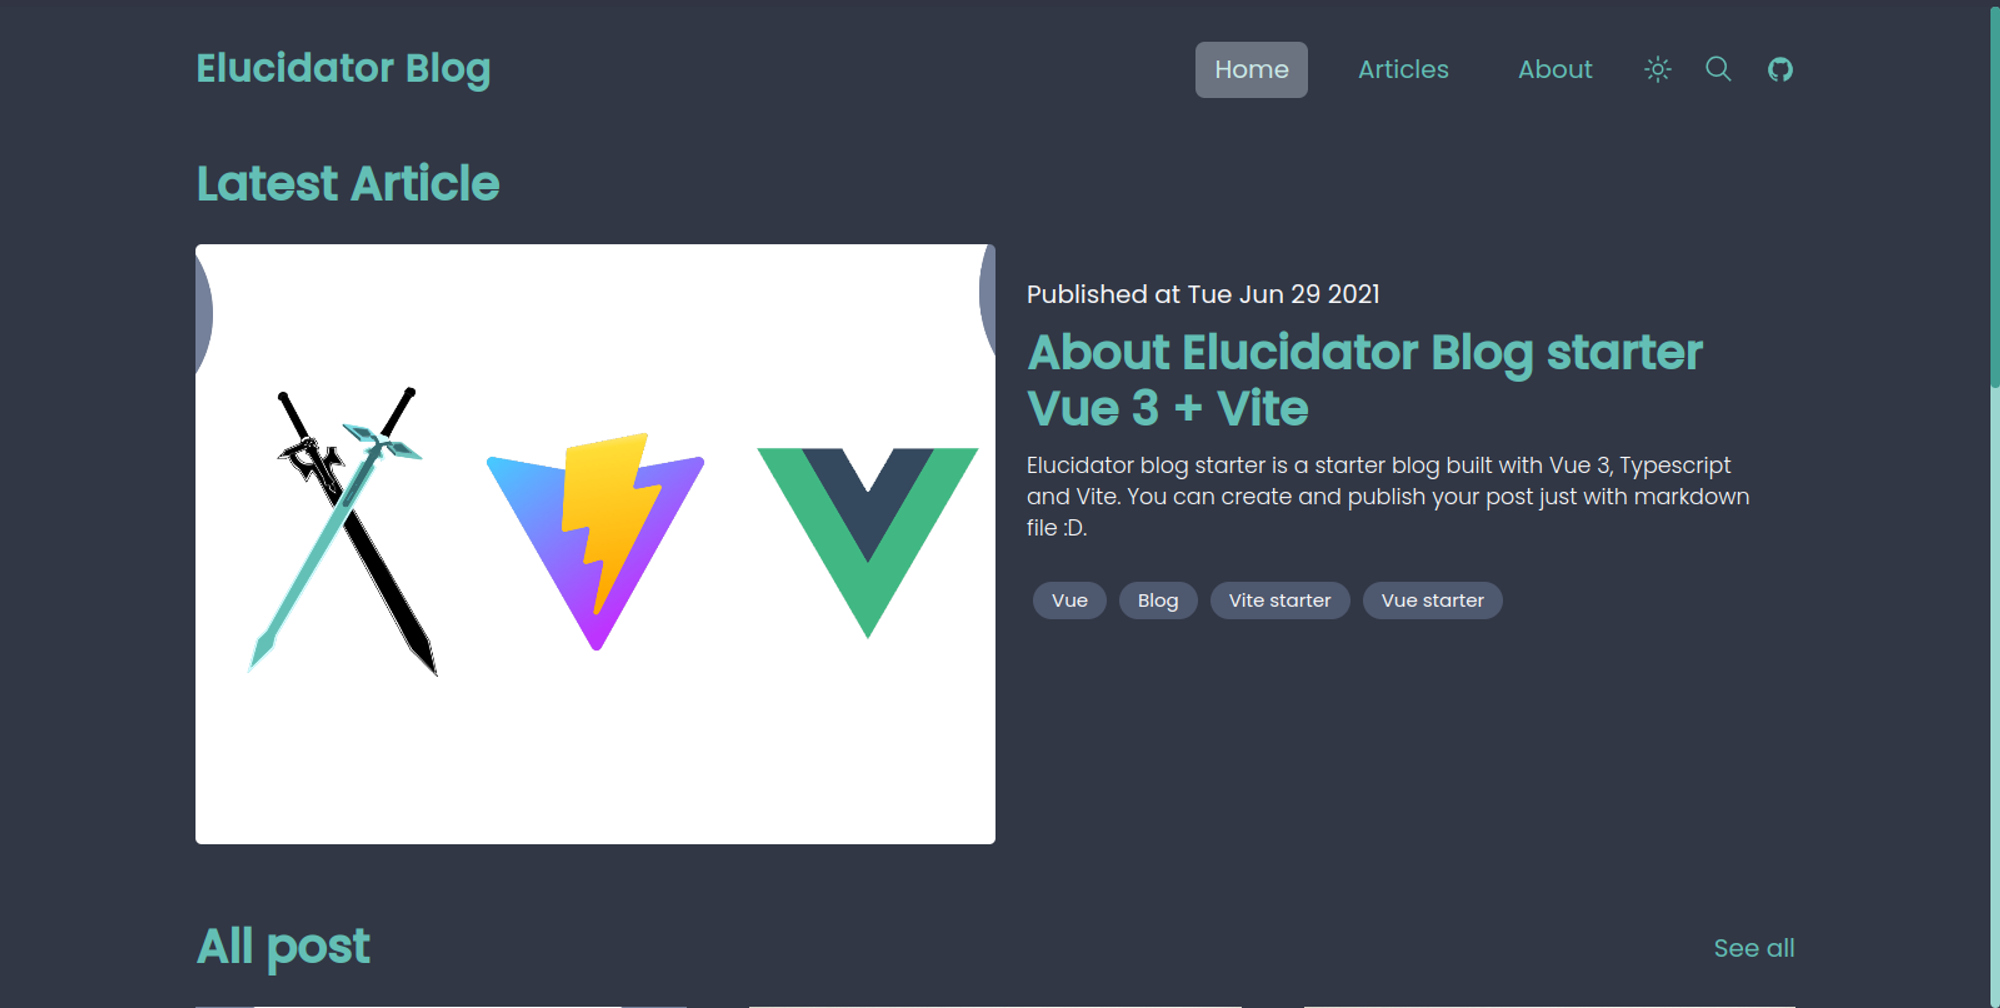 Elucidator Blog
Home
Articles
About
Latest Article
Published at Tue Jun 29 2021
About Elucidator Blog starter
Vue 3 + Vite
Elucidator blog starter is a starter blog built with Vue 3, Typescript
and Vite. You can create and publish your post just with markdown
file :D.
Vue
Blog
Vite starter
Vue starter
All post
See all